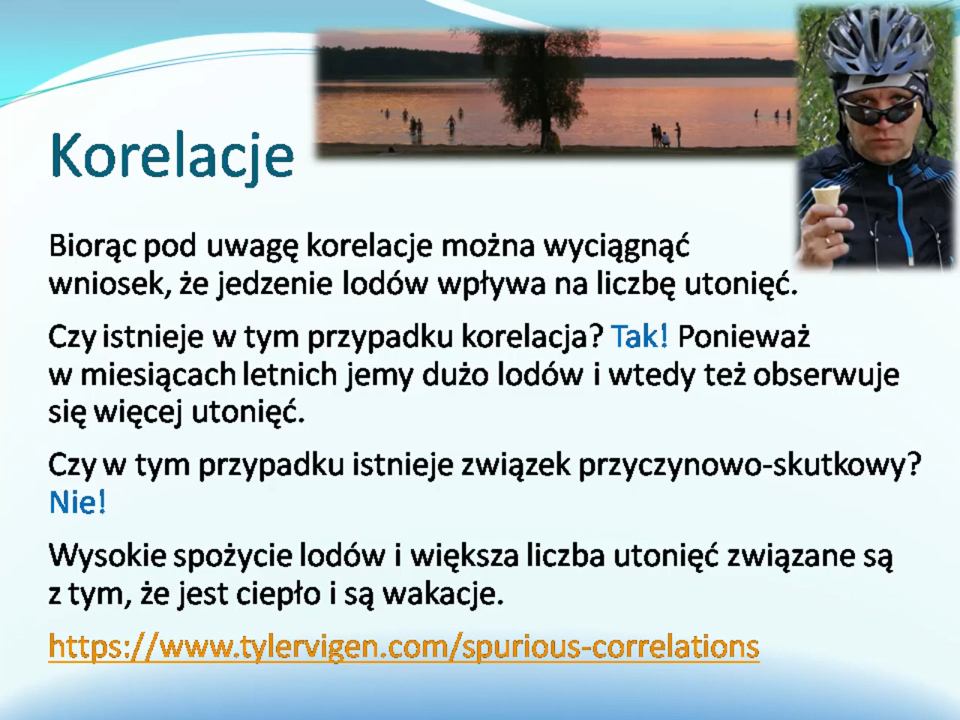 Korelacje
Biorąc pod uwagę korelacje można wyciągnąć
wniosek, że jedzenie lodów wpływa na liczbę utonięć.
Czy istnieje w tym przypadku korelacja? Tak! Ponieważ
w miesiącach letnich jemy dużo lodów i wtedy też obserwuje
się więcej utonięć.
Czy w tym przypadku istnieje związek przyczynowo-skutkowy?
Nie!
Wysokie spożycie lodów i większa liczba utonięć związane są
z tym, że jest ciepło i są wakacje.
https://www.tylervigen.com/spurious-correlations